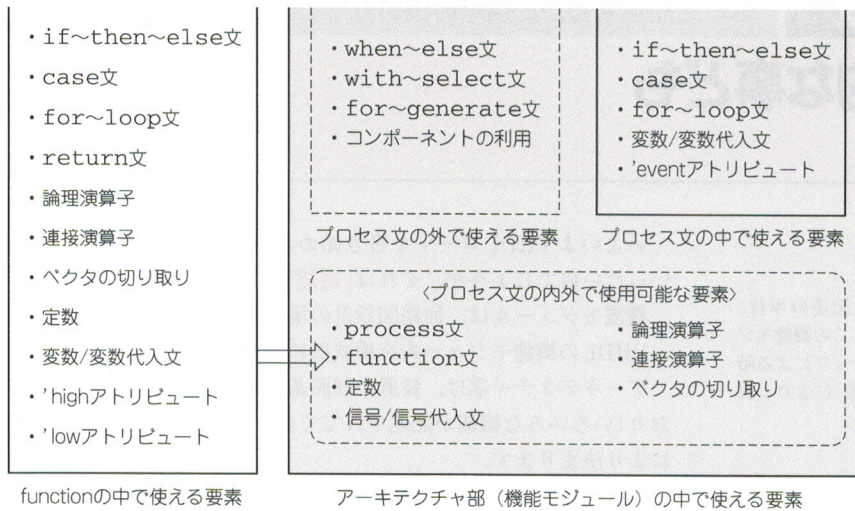 ・if～then～else文
・case文
・for～loop文
・return文
・論理演算子
・連接演算子
・ベクタの切り取り
・定数
・変数/変数代入文
・'highアトリビュート
・'lowアトリビュート
functionの中で使える要素
・when～else文
・with～select文
・for～generate文
・コンポーネントの利用
プロセス文の外で使える要素
・if～then～else文
・case文
・for～loop文
・変数/変数代入文
・'eventアトリビュート
プロセス文の中で使える要素
〈プロセス文の内外で使用可能な要素〉
・process文
・function文
・定数
・信号/信号代入文
・論理演算子
・連接演算子
・ベクタの切り取り
アーキテクチャ部（機能モジュール）の中で使える要素